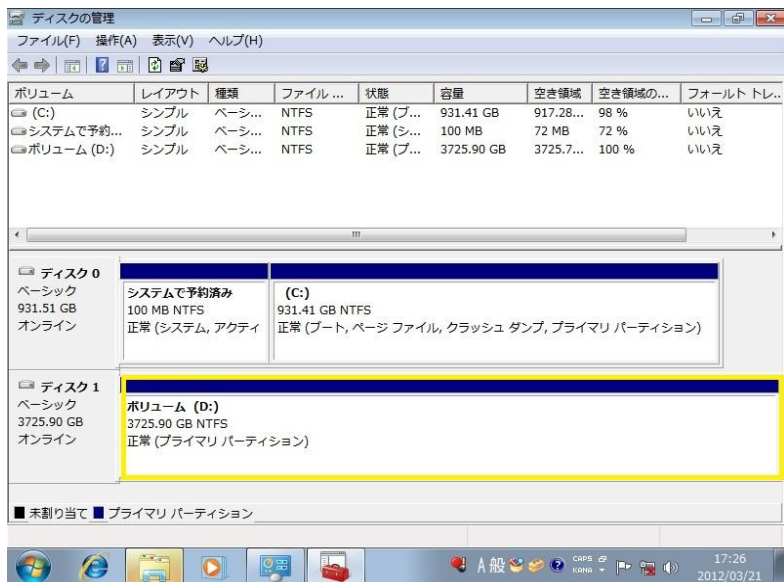 ディスクの管理
ファイル(F) 操作(A) 表示(V) ヘルプ(H)
ボリューム レイアウト 種類 ファイル ... 状態 容量 空き領域 空き領域の... フォールト トレ...
(C:) シンプル ベーシ... NTFS 正常 (ブ... 931.41 GB 917.28... 98 % いいえ
システムで予約... シンプル ベーシ... NTFS 正常 (シ... 100 MB 72 MB 72 % いいえ
ボリューム (D:) シンプル ベーシ... NTFS 正常 (プ... 3725.90 GB 3725.7... 100 % いいえ
ディスク 0
ベーシック
931.51 GB
オンライン
システムで予約済み
100 MB NTFS
正常 (システム, アクティ
(C:)
931.41 GB NTFS
正常 (ブート, ページ ファイル, クラッシュ ダンプ, プライマリ パーティション)
ディスク 1
ベーシック
3725.90 GB
オンライン
ボリューム (D:)
3725.90 GB NTFS
正常 (プライマリ パーティション)
未割り当て プライマリ パーティション
A 般 CAPS KANA
17:26
2012/03/21